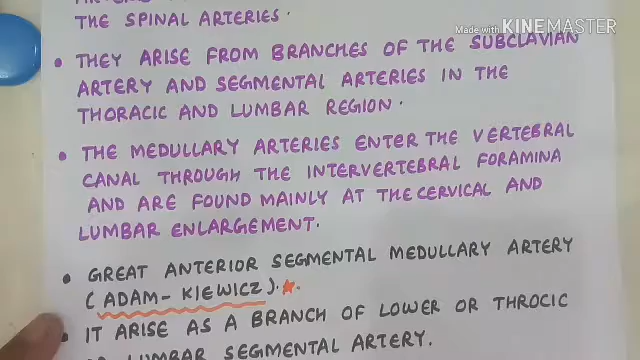 THE SPINAL ARTERIES.
Made with KINEMASTER
• THEY ARISE FROM BRANCHES OF THE SUBCLAVIAN
ARTERY AND SEGMENTAL ARTERIES IN THE
THORACIC AND LUMBAR REGION.
• THE MEDULLARY ARTERIES ENTER THE VERTEBRAL
CANAL THROUGH THE INTERVERTEBRAL FORAMINA
AND ARE FOUND MAINLY AT THE CERVICAL AND
LUMBAR ENLARGEMENT.
• GREAT ANTERIOR SEGMENTAL MEDULLARY ARTERY
(ADAM-KIEWICZ). ★.
• IT ARISE AS A BRANCH OF LOWER OR THROCIC
LUMBAR SEGMENTAL ARTERY.